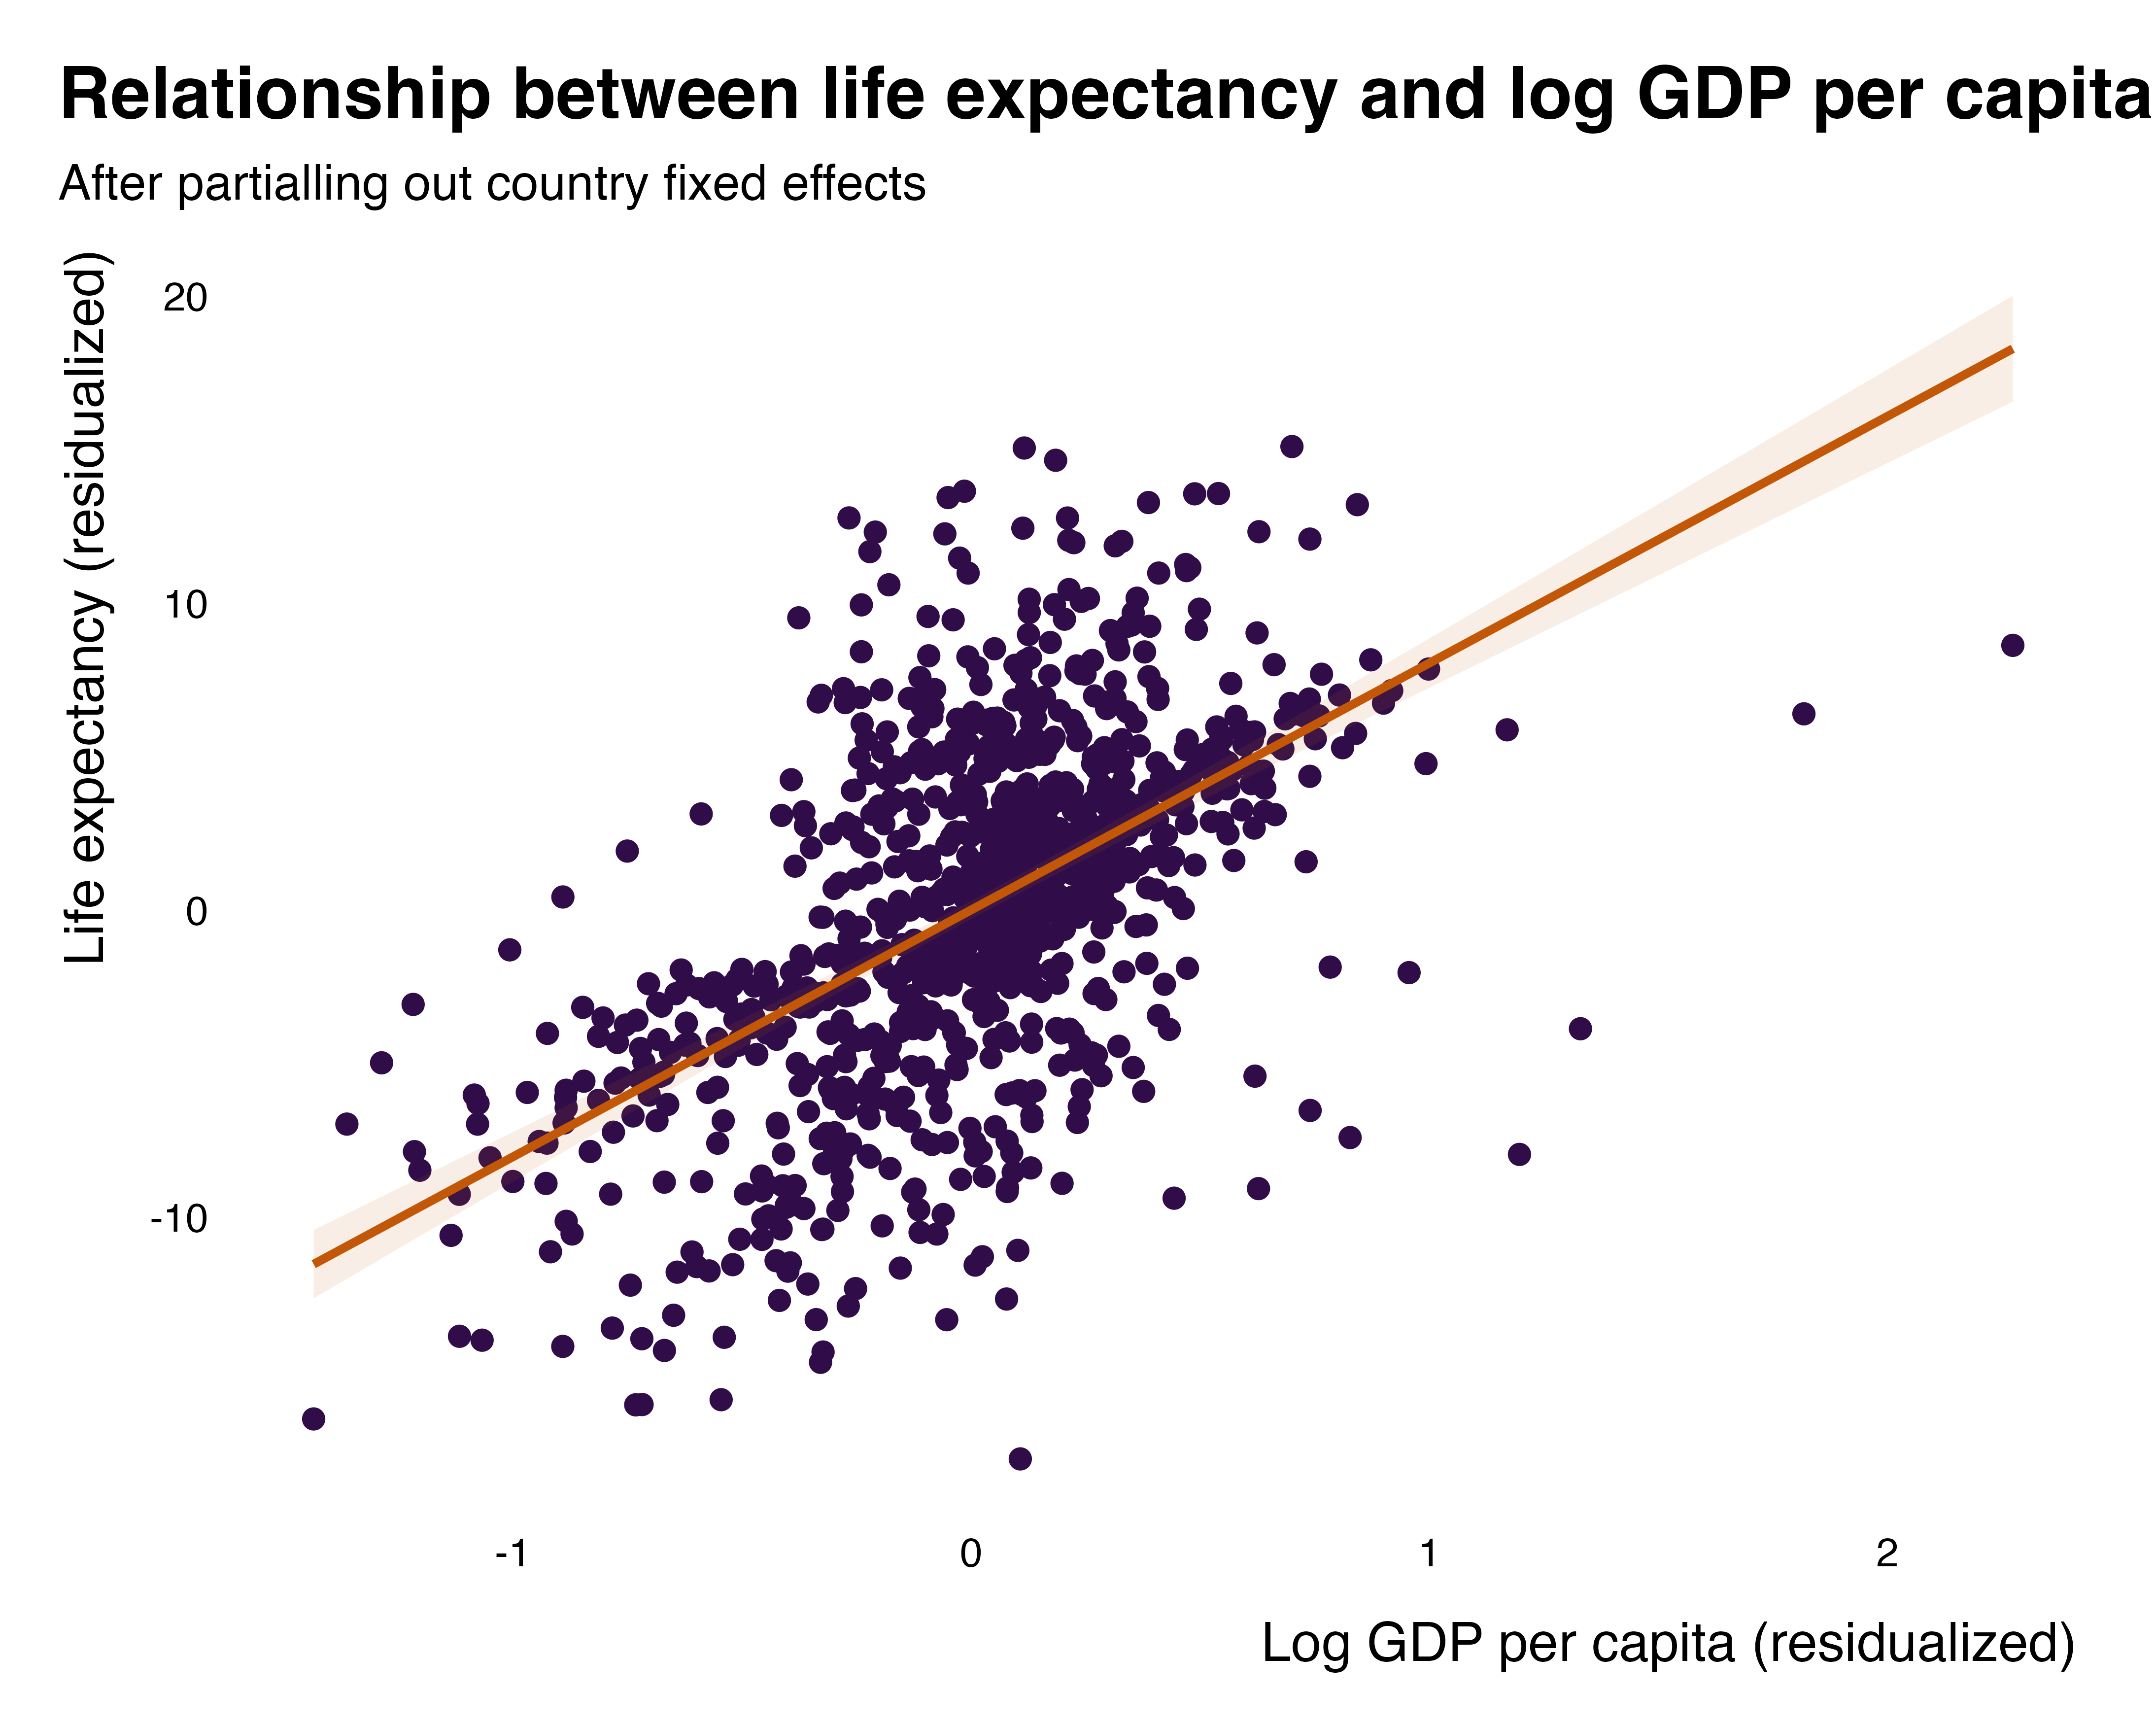 Relationship between life expectancy and log GDP per capita
After partialling out country fixed effects
Life expectancy (residualized)
20
10
0
-10
-1 0 1 2
Log GDP per capita (residualized)